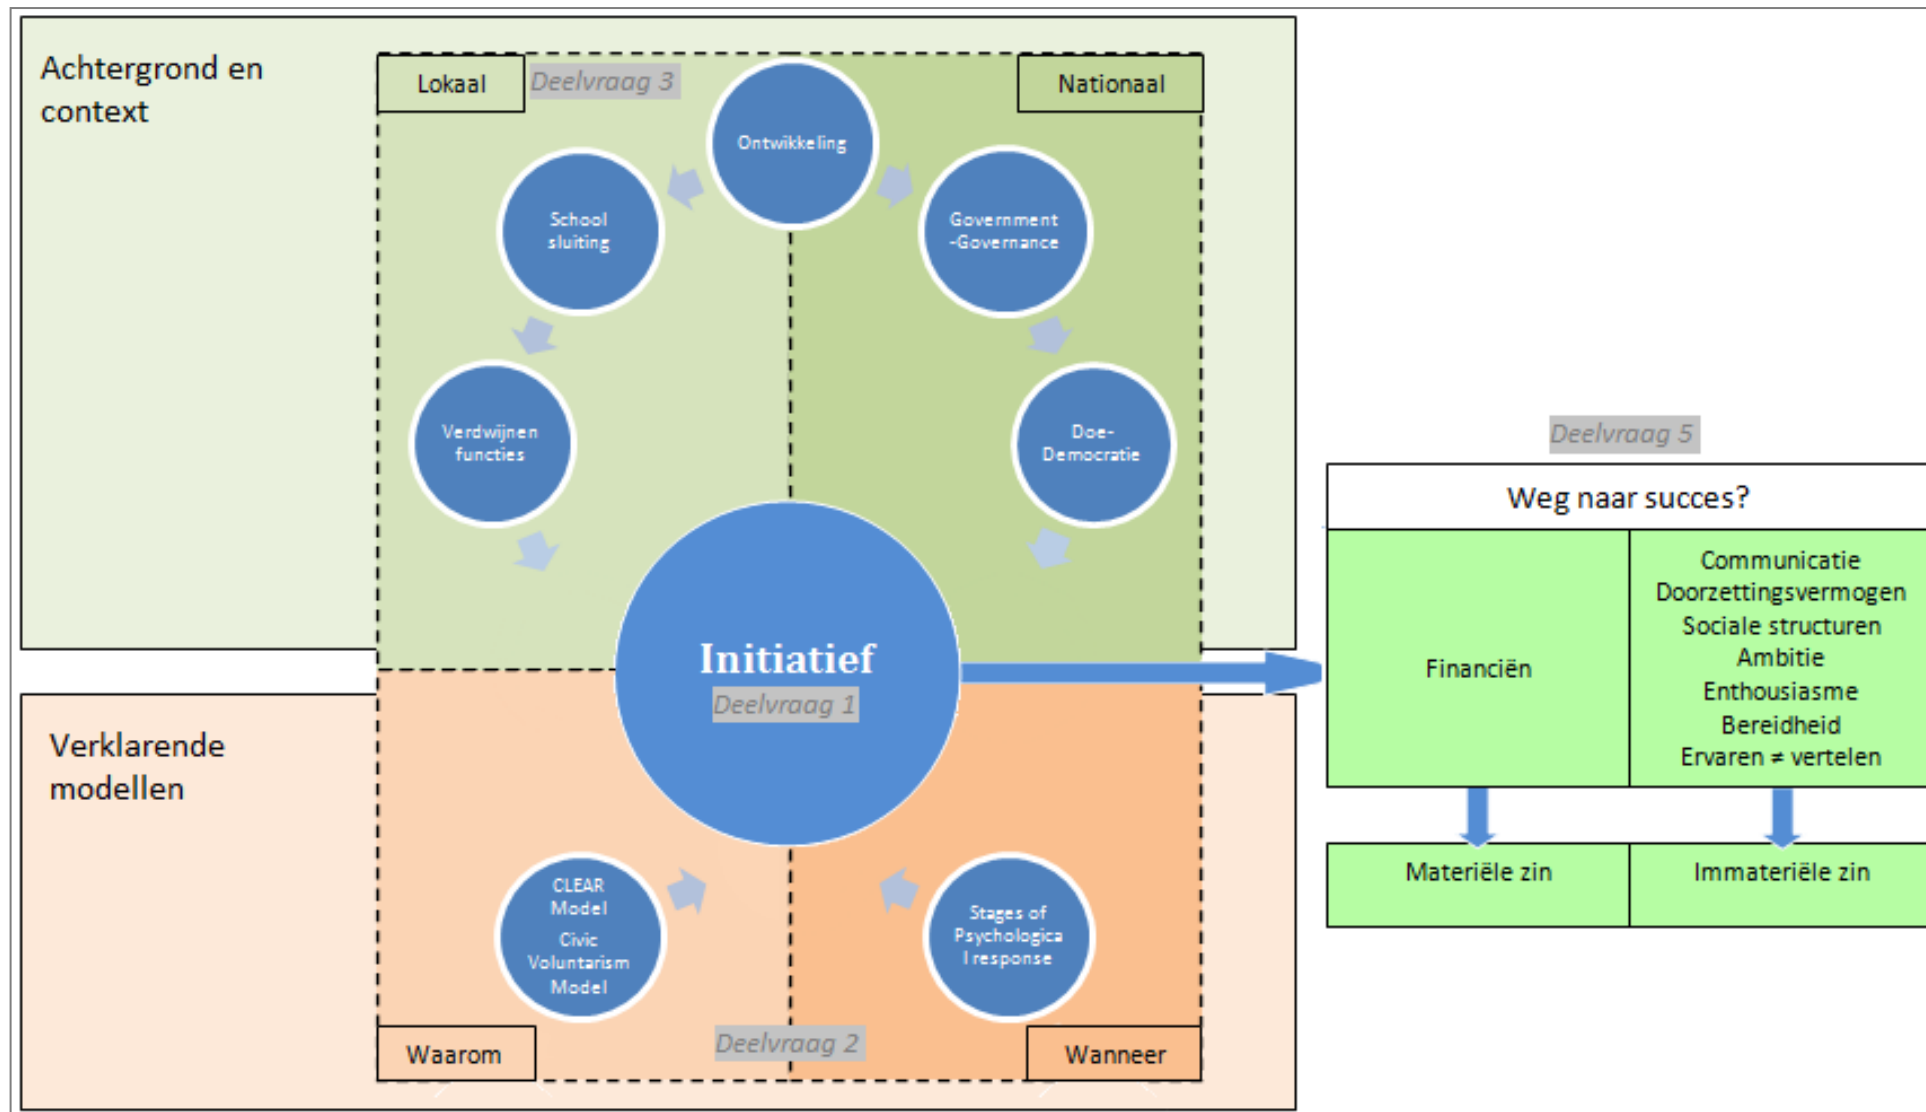 Achtergrond en
context
Lokaal
Deelvraag 3
Nationaal
Ontwikkeling
School
sluiting
Government
-Governance
Verdwijnen
functies
Doe-
Democratie
Initiatief
Deelvraag 1
Verklarende
modellen
CLEAR
Model
Civic
Voluntarism
Model
Stages of
Psychologica
l response
Waarom
Deelvraag 2
Wanneer
Deelvraag 5
Weg naar succes?
Financiën
Communicatie
Doorzettingsvermogen
Sociale structuren
Ambitie
Enthousiasme
Bereidheid
Ervaren ≠ vertelen
Materiële zin
Immateriële zin